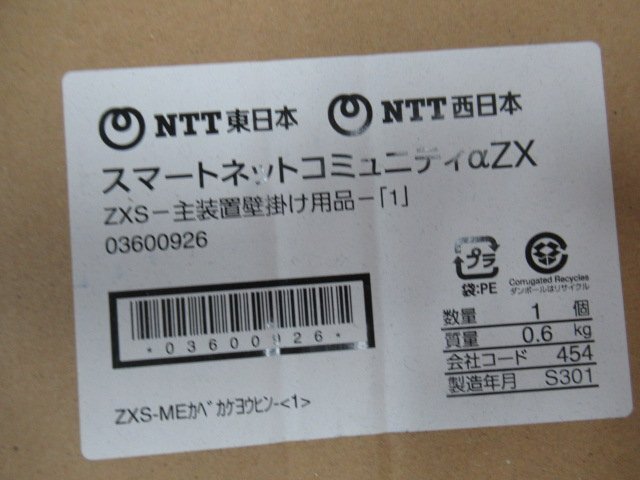 NTT東日本 NTT西日本
スマートネットコミュニティαZX
ZXS－主装置壁掛け用品－「1」
03600926
プラ
袋:PE
Corrugated Recycles
ダンボールはリサイクル
*03600926*
数量 1 個
質量 0.6 kg
会社コード 454
製造年月 S301
ZXS-MEカベカケヨウヒン-<1>